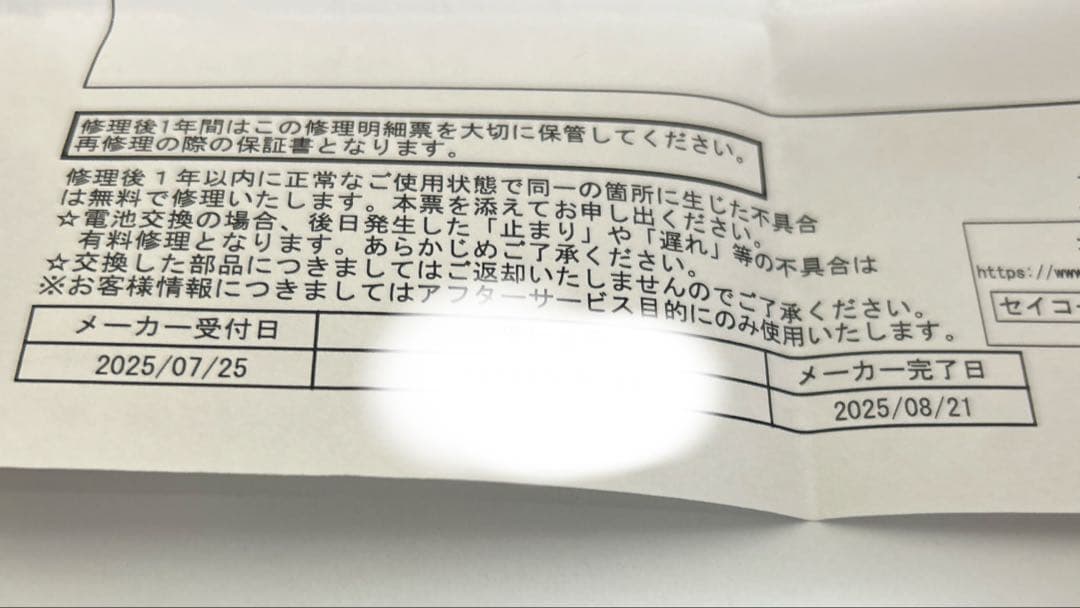 修理後1年間はこの修理明細票を大切に保管してください。
再修理の際の保証書となります。
修理後１年以内に正常なご使用状態で同一の箇所に生じた不具合
は無料で修理いたします。本票を添えてお申し出ください。
☆電池交換の場合、後日発生した「止まり」や「遅れ」等の不具合は
有料修理となります。あらかじめご了承ください。
☆交換した部品につきましてはご返却いたしませんのでご了承ください。
※お客様情報につきましてはアフターサービス目的にのみ使用いたします。
メーカー受付日
メーカー完了日
2025/07/25
2025/08/21
https://www
セイコー